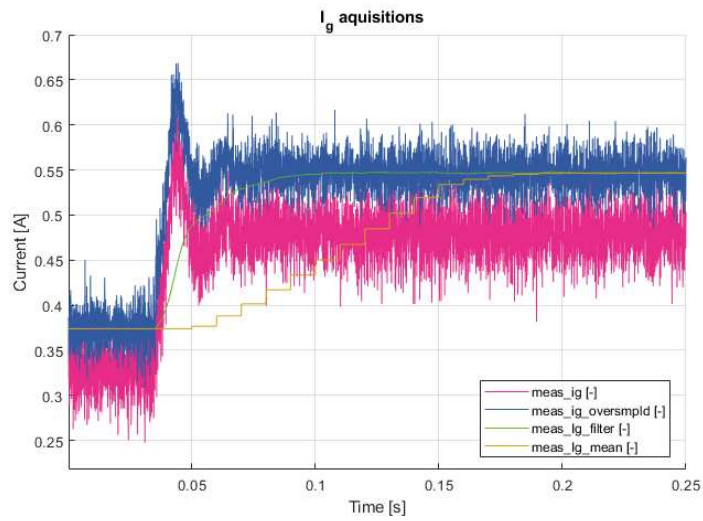 I_g aquisitions
0.7
0.65
0.6
0.55
0.5
0.45
0.4
0.35
0.3
0.25
Current [A]
meas_ig [-]
meas_ig_oversmpld [-]
meas_Ig_filter [-]
meas_Ig_mean [-]
0.05
0.1
0.15
0.2
0.25
Time [s]